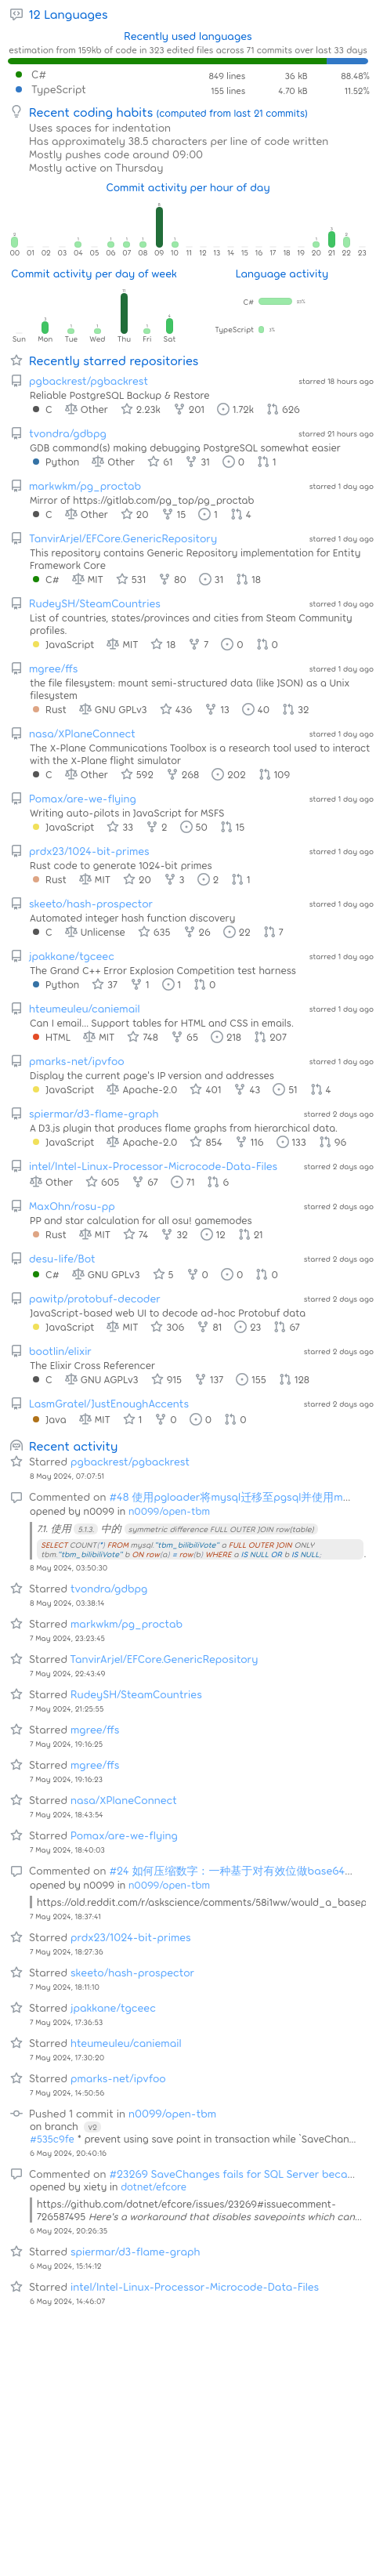 12 Languages
Recently used languages
estimation from 159kb of code in 323 edited files across 71 commits over last 33 days
C# 849 lines 36 kB 88.48%
TypeScript 155 lines 4.70 kB 11.52%
Recent coding habits (computed from last 21 commits)
Uses spaces for indentation
Has approximately 38.5 characters per line of code written
Mostly pushes code around 09:00
Mostly active on Thursday
Commit activity per hour of day
00 01 02 03 04 05 06 07 08 09 10 11 12 13 14 15 16 17 18 19 20 21 22 23
Commit activity per day of week
Language activity
C#
TypeScript
Sun Mon Tue Wed Thu Fri Sat
Recently starred repositories
pgbackrest/pgbackrest starred 18 hours ago
Reliable PostgreSQL Backup & Restore
C Other 2.23k 201 1.72k 626
tvondra/gdbpg starred 21 hours ago
GDB command(s) making debugging PostgreSQL somewhat easier
Python Other 61 31 0 1
markwkm/pg_proctab starred 1 day ago
Mirror of https://gitlab.com/pg_top/pg_proctab
C Other 20 15 1 4
TanvirArjel/EFCore.GenericRepository starred 1 day ago
This repository contains Generic Repository implementation for Entity
Framework Core
C# MIT 531 80 31 18
RudeySH/SteamCountries starred 1 day ago
List of countries, states/provinces and cities from Steam Community
profiles.
JavaScript MIT 18 7 0 0
mgree/ffs starred 1 day ago
the file filesystem: mount semi-structured data (like JSON) as a Unix
filesystem
Rust GNU GPLv3 436 13 40 32
nasa/XPlaneConnect starred 1 day ago
The X-Plane Communications Toolbox is a research tool used to interact
with the X-Plane flight simulator
C Other 592 268 202 109
Pomax/are-we-flying starred 1 day ago
Writing auto-pilots in JavaScript for MSFS
JavaScript 33 2 50 15
prdx23/1024-bit-primes starred 1 day ago
Rust code to generate 1024-bit primes
Rust MIT 20 3 2 1
skeeto/hash-prospector starred 1 day ago
Automated integer hash function discovery
C Unlicense 635 26 22 7
jpakkane/tgceec starred 1 day ago
The Grand C++ Error Explosion Competition test harness
Python 37 1 1 0
hteumeuleu/caniemail starred 1 day ago
Can I email... Support tables for HTML and CSS in emails.
HTML MIT 748 65 218 207
pmarks-net/ipvfoo starred 1 day ago
Display the current page's IP version and addresses
JavaScript Apache-2.0 401 43 51 4
spiermar/d3-flame-graph starred 2 days ago
A D3.js plugin that produces flame graphs from hierarchical data.
JavaScript Apache-2.0 854 116 133 96
intel/Intel-Linux-Processor-Microcode-Data-Files starred 2 days ago
Other 605 67 71 6
MaxOhn/rosu-pp starred 2 days ago
PP and star calculation for all osu! gamemodes
Rust MIT 74 32 12 21
desu-life/Bot starred 2 days ago
C# GNU GPLv3 5 0 0 0
pawitp/protobuf-decoder starred 2 days ago
JavaScript-based web UI to decode ad-hoc Protobuf data
JavaScript MIT 306 81 23 67
bootlin/elixir starred 2 days ago
The Elixir Cross Referencer
C GNU AGPLv3 915 137 155 128
LasmGratel/JustEnoughAccents starred 2 days ago
Java MIT 1 0 0 0
Recent activity
Starred pgbackrest/pgbackrest
8 May 2024, 07:07:51
Commented on #48 使用pgloader将mysql迁移至pgsql并使用m...
opened by n0099 in n0099/open-tbm
7.1. 使用 5.1.3. 中的 symmetric difference FULL OUTER JOIN row(table)
SELECT COUNT(*) FROM mysql."tbm_bilibiliVote" a FULL OUTER JOIN ONLY
tbm."tbm_bilibiliVote" b ON row(a) = row(b) WHERE a IS NULL OR b IS NULL; .
8 May 2024, 03:50:30
Starred tvondra/gdbpg
8 May 2024, 03:38:14
Starred markwkm/pg_proctab
7 May 2024, 23:23:45
Starred TanvirArjel/EFCore.GenericRepository
7 May 2024, 22:43:49
Starred RudeySH/SteamCountries
7 May 2024, 21:25:55
Starred mgree/ffs
7 May 2024, 19:16:25
Starred mgree/ffs
7 May 2024, 19:16:23
Starred nasa/XPlaneConnect
7 May 2024, 18:43:54
Starred Pomax/are-we-flying
7 May 2024, 18:40:03
Commented on #24 如何压缩数字：一种基于对有效位做base64...
opened by n0099 in n0099/open-tbm
https://old.reddit.com/r/askscience/comments/58i1ww/would_a_basep
7 May 2024, 18:37:41
Starred prdx23/1024-bit-primes
7 May 2024, 18:27:36
Starred skeeto/hash-prospector
7 May 2024, 18:11:10
Starred jpakkane/tgceec
7 May 2024, 17:36:53
Starred hteumeuleu/caniemail
7 May 2024, 17:30:20
Starred pmarks-net/ipvfoo
7 May 2024, 14:50:56
Pushed 1 commit in n0099/open-tbm
on branch v2
#535c9fe * prevent using save point in transaction while `SaveChan...
6 May 2024, 20:40:16
Commented on #23269 SaveChanges fails for SQL Server beca...
opened by xiety in dotnet/efcore
https://github.com/dotnet/efcore/issues/23269#issuecomment-
726587495 Here's a workaround that disables savepoints which can...
6 May 2024, 20:26:35
Starred spiermar/d3-flame-graph
6 May 2024, 15:14:12
Starred intel/Intel-Linux-Processor-Microcode-Data-Files
6 May 2024, 14:46:07